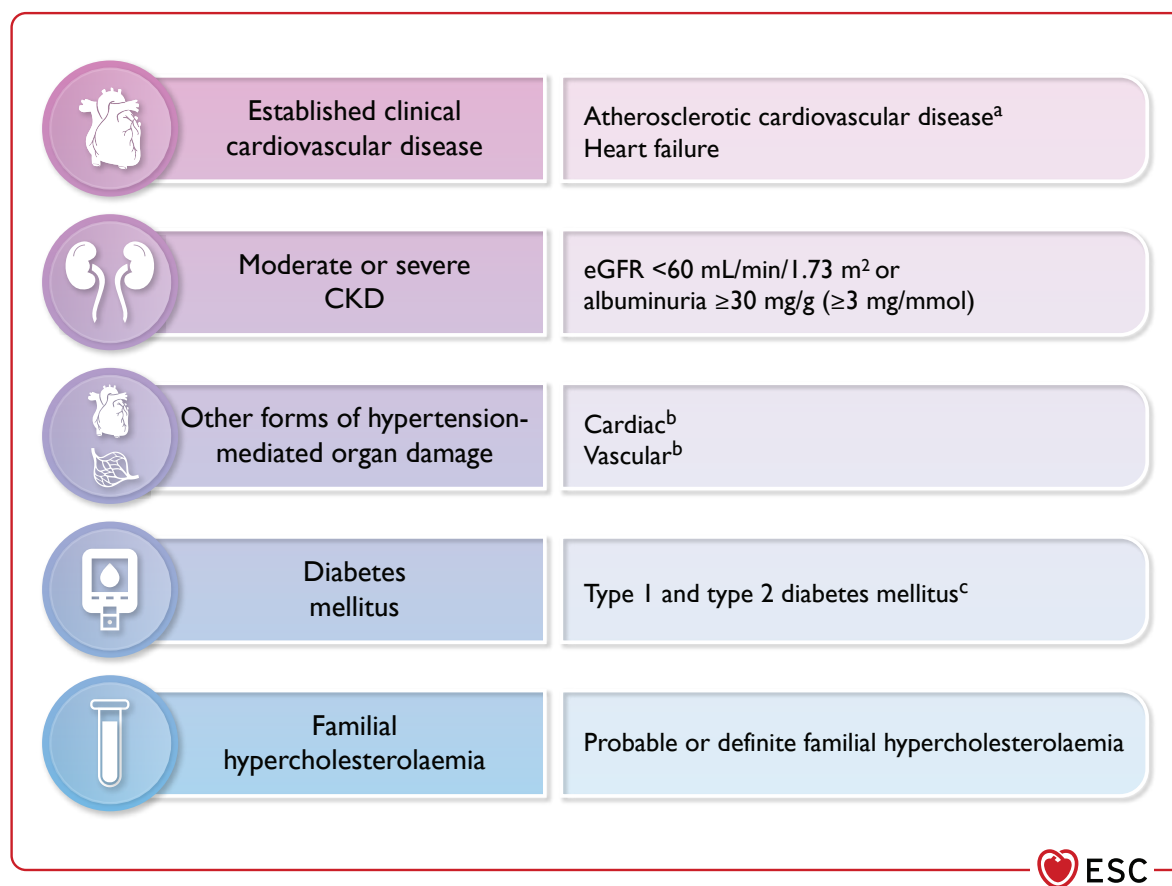 Established clinical
cardiovascular disease
Atherosclerotic cardiovascular diseaseᵃ
Heart failure
Moderate or severe
CKD
eGFR <60 mL/min/1.73 m² or
albuminuria ≥30 mg/g (≥3 mg/mmol)
Other forms of hypertension-
mediated organ damage
Cardiacᵇ
Vascularᵇ
Diabetes
mellitus
Type 1 and type 2 diabetes mellitusᶜ
Familial
hypercholesterolaemia
Probable or definite familial hypercholesterolaemia
ESC